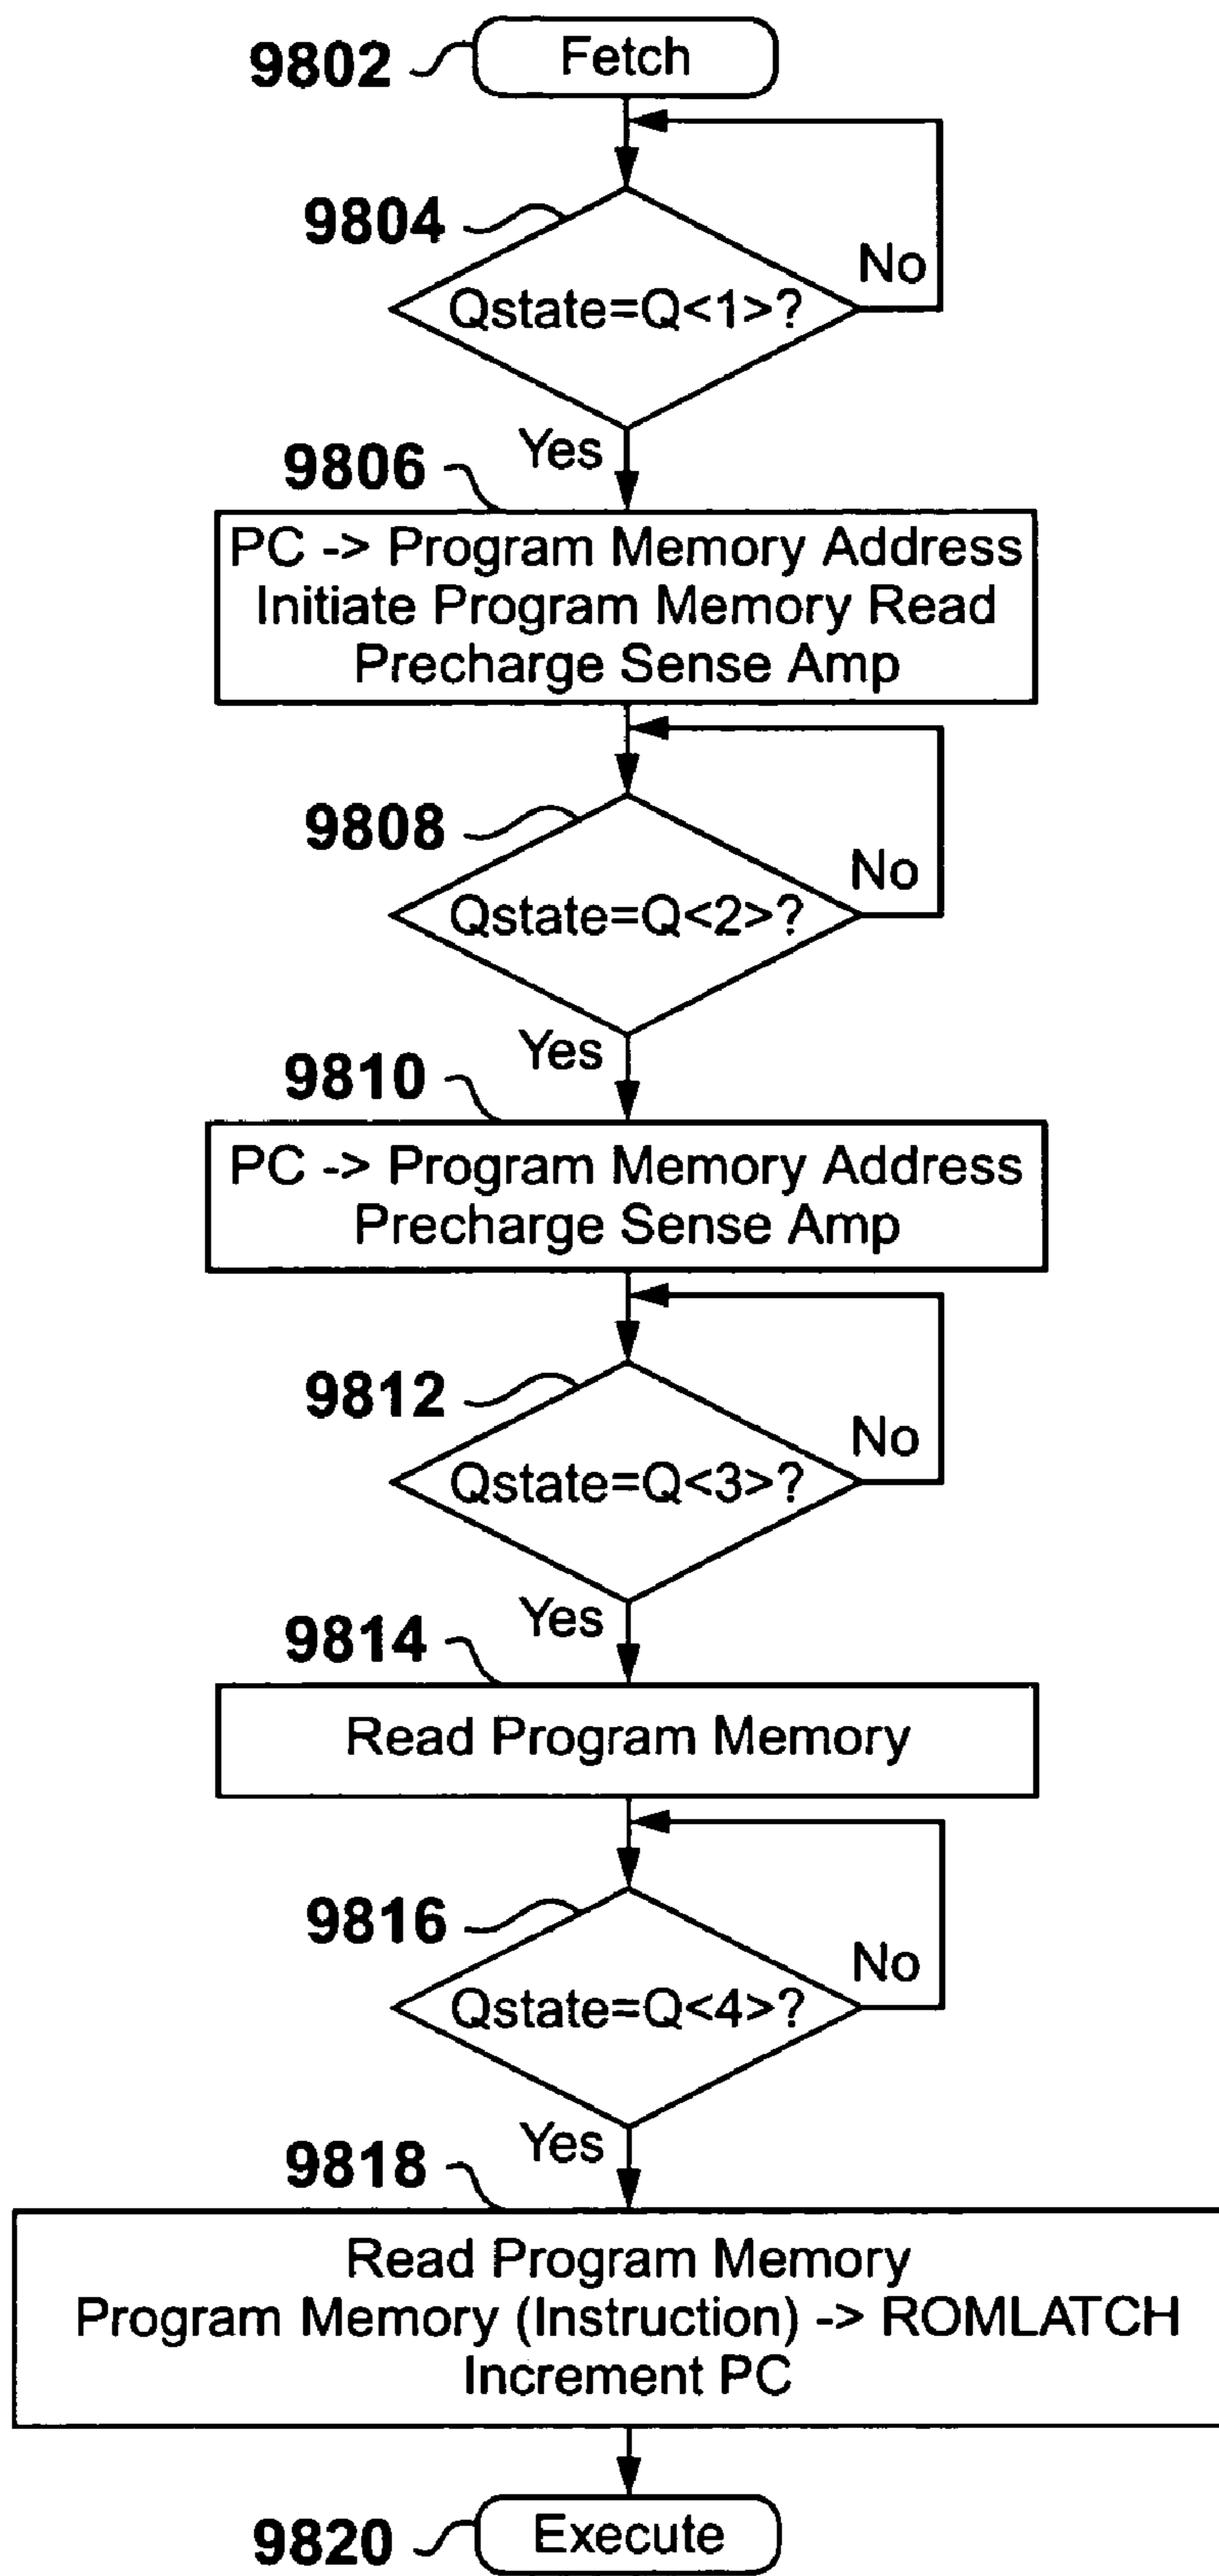 9802
Fetch
9804
No
Qstate=Q<1>?
Yes
9806
PC -> Program Memory Address
Initiate Program Memory Read
Precharge Sense Amp
9808
No
Qstate=Q<2>?
Yes
9810
PC -> Program Memory Address
Precharge Sense Amp
9812
No
Qstate=Q<3>?
Yes
9814
Read Program Memory
9816
No
Qstate=Q<4>?
Yes
9818
Read Program Memory
Program Memory (Instruction) -> ROMLATCH
Increment PC
9820
Execute